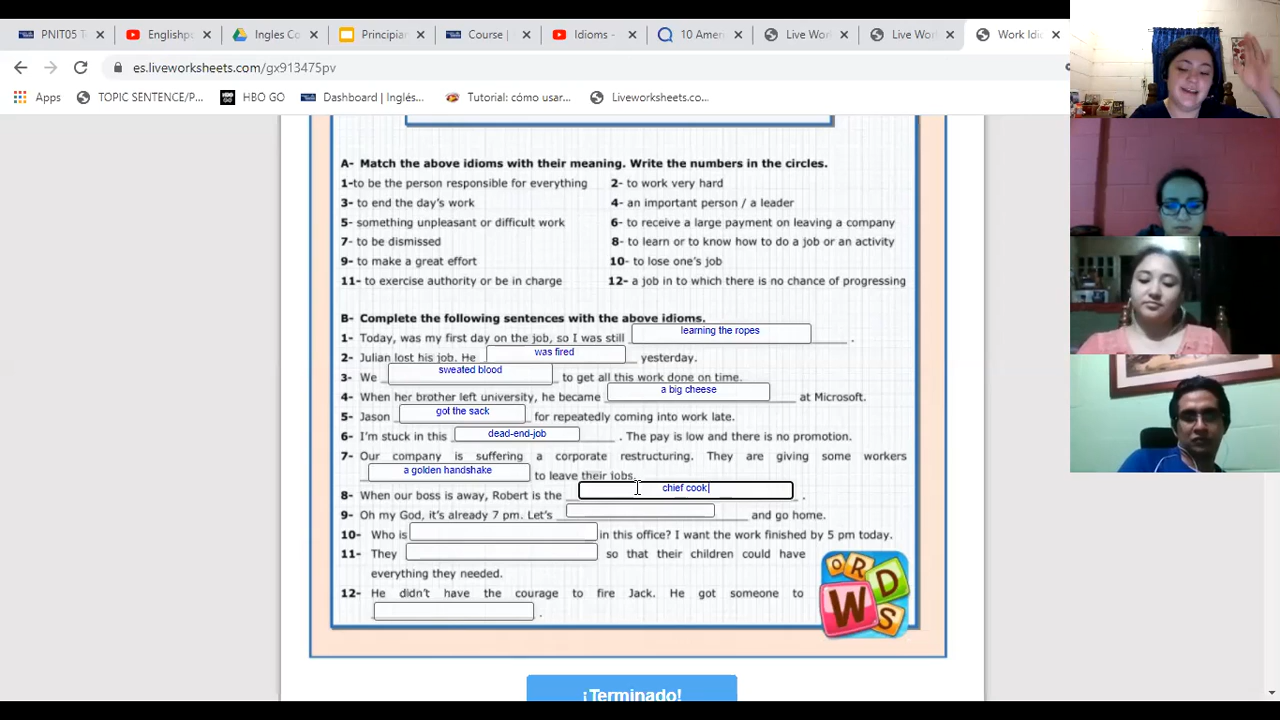 PNIT05 T
Englishp
Ingles Co
Principian
Course
Idioms -
10 Ameri
Live Wor
Live Wor
Work Idi
es.liveworksheets.com/gx913475pv
Apps
TOPIC SENTENCE/P...
HBO GO
Dashboard | Inglés...
Tutorial: cómo usar...
Liveworksheets.co...
A- Match the above idioms with their meaning. Write the numbers in the circles.
1-to be the person responsible for everything 2- to work very hard
3- to end the day's work 4- an important person / a leader
5- something unpleasant or difficult work 6- to receive a large payment on leaving a company
7- to be dismissed 8- to learn or to know how to do a job or an activity
9- to make a great effort 10- to lose one's job
11- to exercise authority or be in charge 12- a job in to which there is no chance of progressing
B- Complete the following sentences with the above idioms.
1- Today, was my first day on the job, so I was still learning the ropes .
2- Julian lost his job. He was fired yesterday.
3- We sweated blood to get all this work done on time.
4- When her brother left university, he became a big cheese at Microsoft.
5- Jason got the sack for repeatedly coming into work late.
6- I'm stuck in this dead-end-job . The pay is low and there is no promotion.
7- Our company is suffering a corporate restructuring. They are giving some workers
a golden handshake to leave their jobs.
8- When our boss is away, Robert is the chief cook .
9- Oh my God, it's already 7 pm. Let's and go home.
10- Who is in this office? I want the work finished by 5 pm today.
11- They so that their children could have
everything they needed.
12- He didn't have the courage to fire Jack. He got someone to
.
WORDS
¡Terminado!